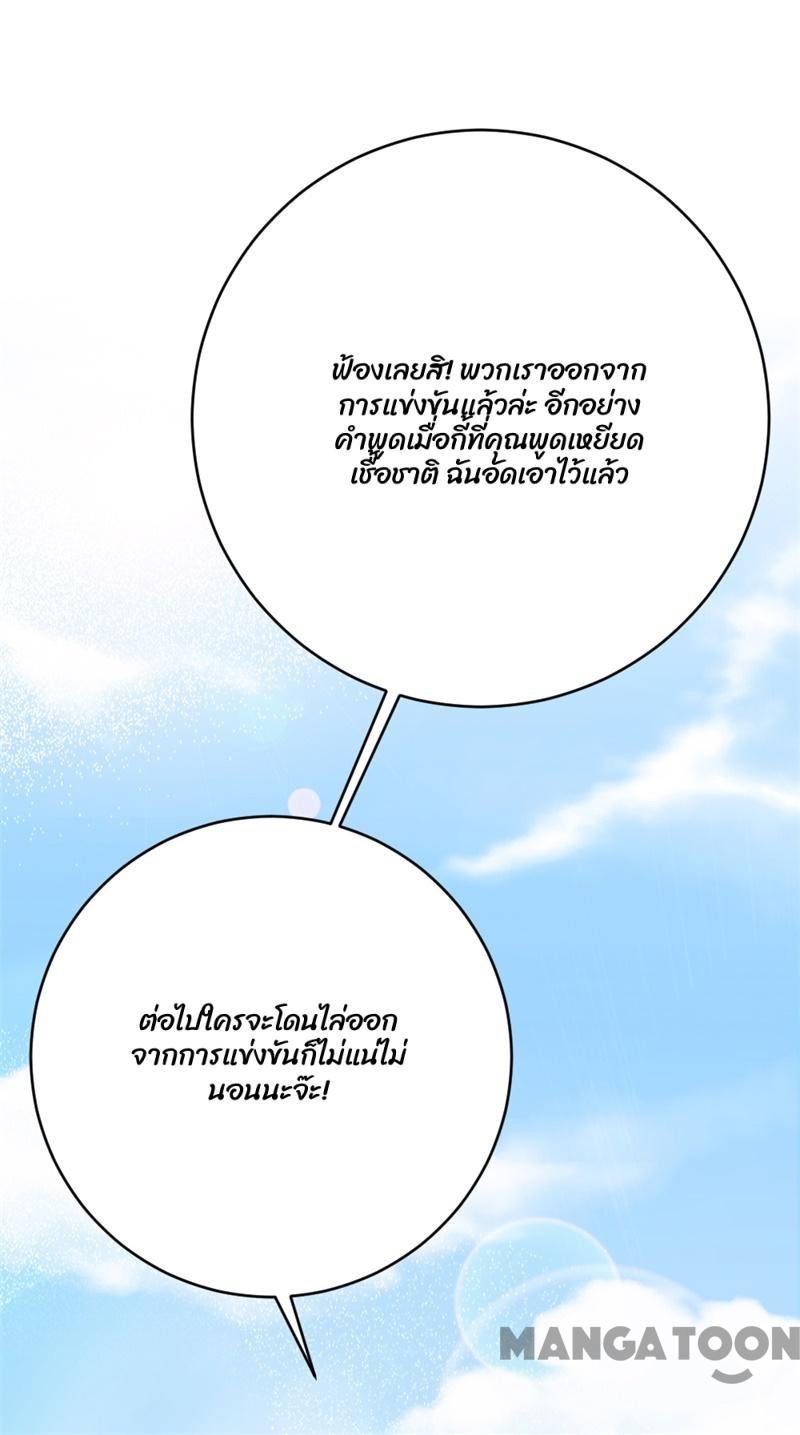 ฟ้องเลยสิ! พวกเราออกจาก
การแข่งขันแล้วล่ะ อีกอย่าง
คำพูดเมื่อกี้ที่คุณพูดเหยียด
เชื้อชาติ ฉันอัดเอาไว้แล้ว
ต่อไปใครจะโดนไล่ออก
จากการแข่งขันก็ไม่แน่ไม่
นอนนะจ๊ะ!
MANGATOON